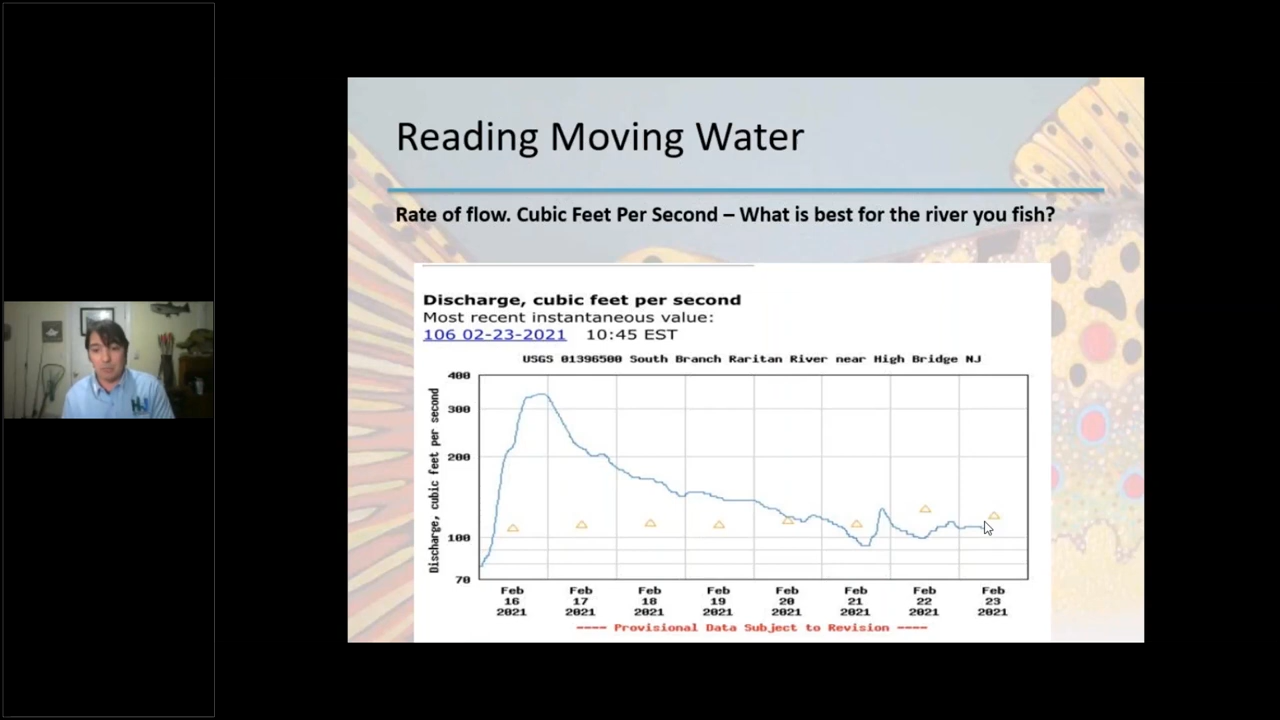 Reading Moving Water
Rate of flow. Cubic Feet Per Second – What is best for the river you fish?
Discharge, cubic feet per second
Most recent instantaneous value:
106 02-23-2021 10:45 EST
USGS 01396500 South Branch Raritan River near High Bridge NJ
Discharge, cubic feet per second
400
300
200
100
70
Feb Feb Feb Feb Feb Feb Feb Feb
16 17 18 19 20 21 22 23
2021 2021 2021 2021 2021 2021 2021 2021
---- Provisional Data Subject to Revision ----